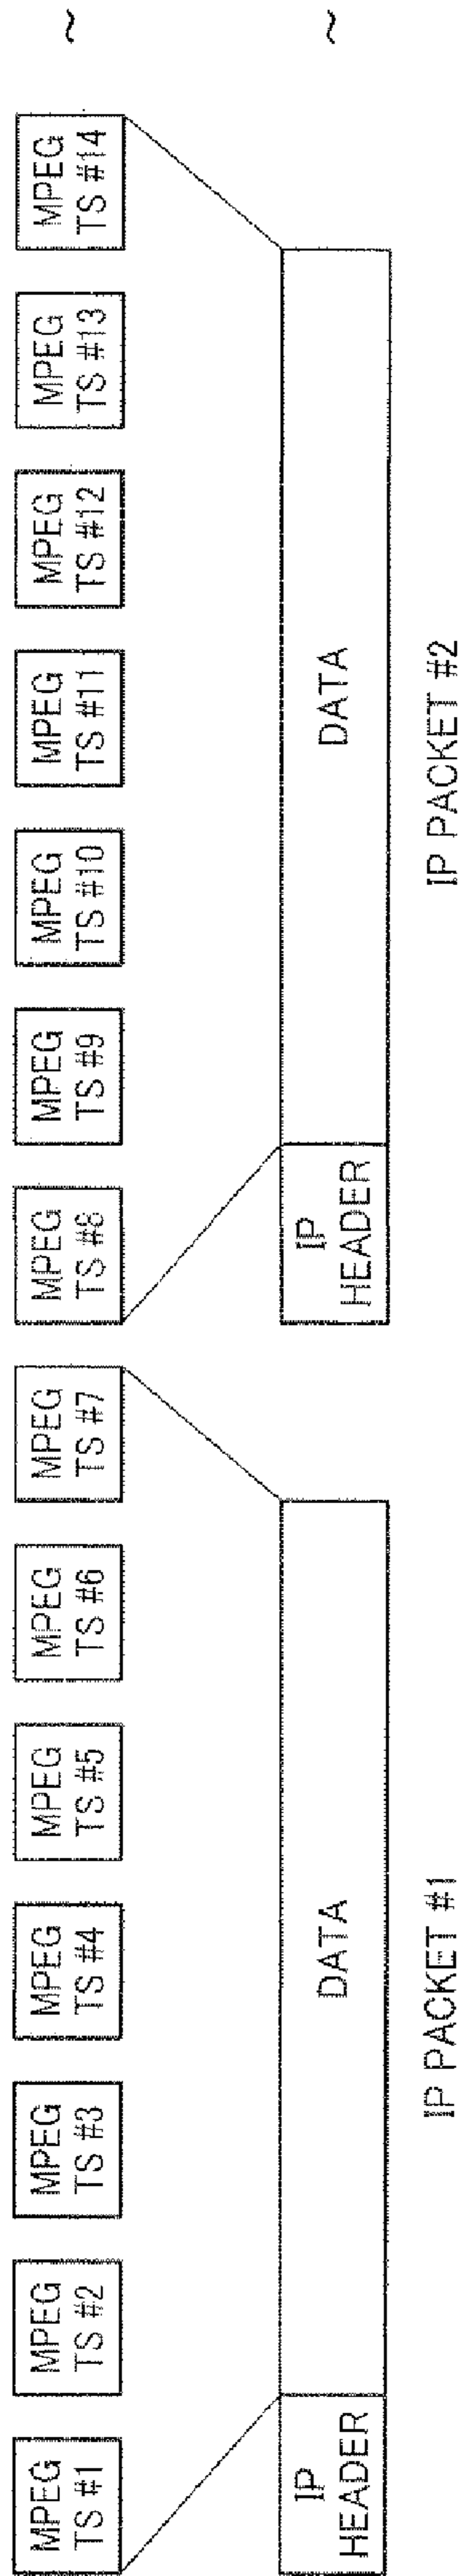 MPEG
TS #1
MPEG
TS #2
MPEG
TS #3
MPEG
TS #4
MPEG
TS #5
MPEG
TS #6
MPEG
TS #7
MPEG
TS #8
MPEG
TS #9
MPEG
TS #10
MPEG
TS #11
MPEG
TS #12
MPEG
TS #13
MPEG
TS #14
~
IP
HEADER
DATA
IP
HEADER
DATA
~
IP PACKET #1
IP PACKET #2